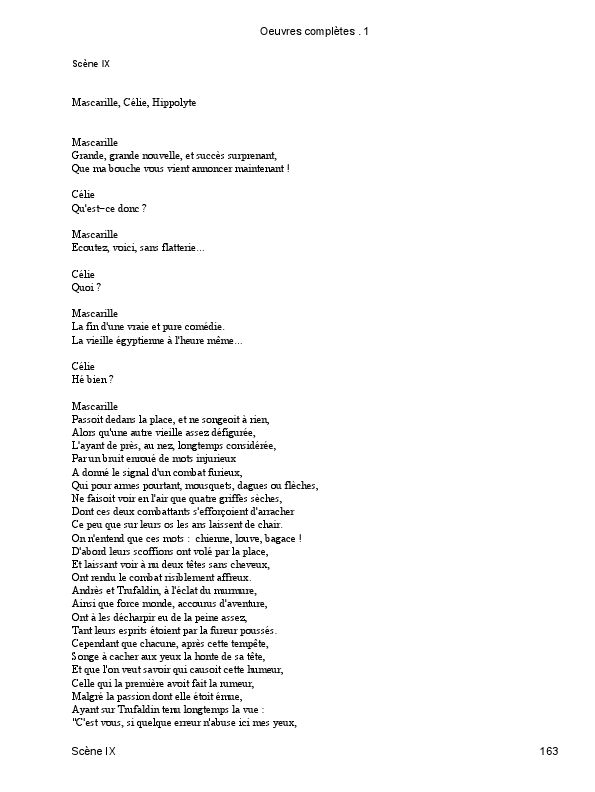 Oeuvres complètes . 1
Scène IX
Mascarille, Célie, Hippolyte
Mascarille
Grande, grande nouvelle, et succès surprenant,
Que ma bouche vous vient annoncer maintenant !
Célie
Qu'est-ce donc ?
Mascarille
Ecoutez, voici, sans flatterie...
Célie
Quoi ?
Mascarille
La fin d'une vraie et pure comédie.
La vieille égyptienne à l'heure même...
Célie
Hé bien ?
Mascarille
Passoit dedans la place, et ne songeoit à rien,
Alors qu'une autre vieille assez défigurée,
L'ayant de près, au nez, longtemps considérée,
Par un bruit enroué de mots injurieux
A donné le signal d'un combat furieux,
Qui pour armes pourtant, mousquets, dagues ou flèches,
Ne faisoit voir en l'air que quatre griffes sèches,
Dont ces deux combattants s'efforçoient d'arracher
Ce peu que sur leurs os les ans laissent de chair.
On n'entend que ces mots : chienne, louve, bagace !
D'abord leurs scoffions ont volé par la place,
Et laissant voir à nu deux têtes sans cheveux,
Ont rendu le combat risiblement affreux.
Andrès et Trufaldin, à l'éclat du murmure,
Ainsi que force monde, accourus d'aventure,
Ont à les décharpir eu de la peine assez,
Tant leurs esprits étoient par la fureur poussés.
Cependant que chacune, après cette tempête,
Songe à cacher aux yeux la honte de sa tête,
Et que l'on veut savoir qui causoit cette humeur,
Celle qui la première avoit fait la rumeur,
Malgré la passion dont elle étoit émue,
Ayant sur Trufaldin tenu longtemps la vue :
"C'est vous, si quelque erreur n'abuse ici mes yeux,
Scène IX
163